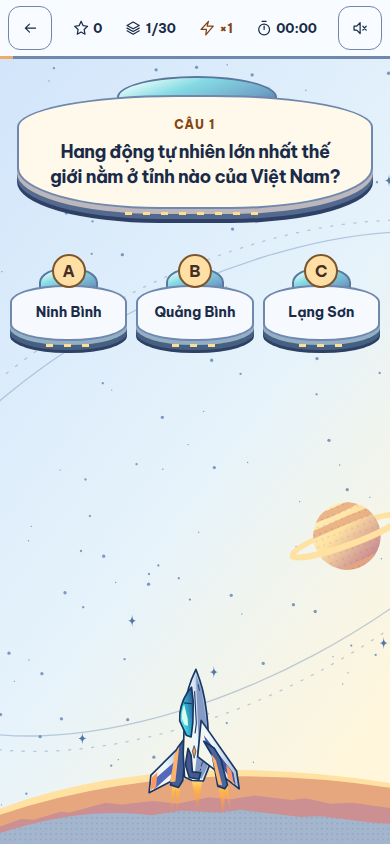 0 1/30 ×1 00:00
CÂU 1
Hang động tự nhiên lớn nhất thế
giới nằm ở tỉnh nào của Việt Nam?
A B C
Ninh Bình Quảng Bình Lạng Sơn